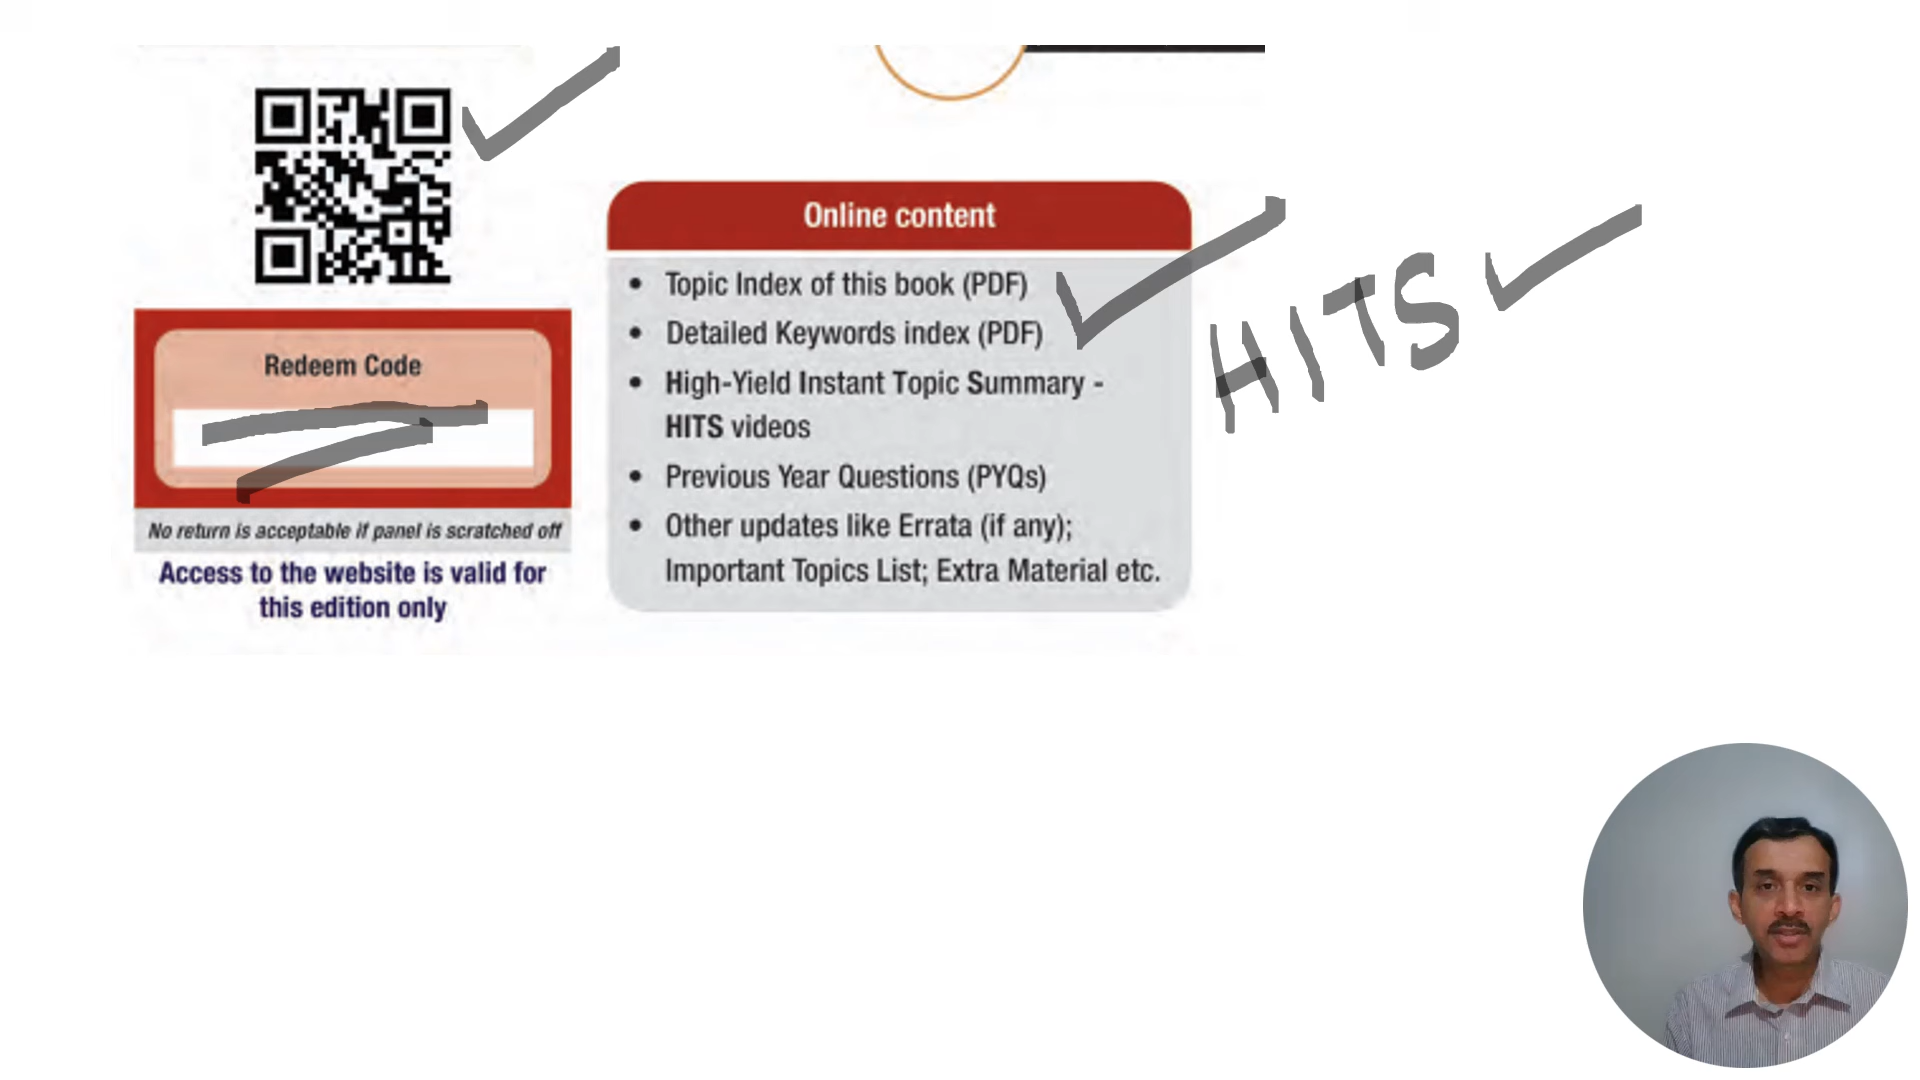 Redeem Code
No return is acceptable if panel is scratched off
Access to the website is valid for
this edition only
Online content
• Topic Index of this book (PDF)
• Detailed Keywords index (PDF)
• High-Yield Instant Topic Summary -
HITS videos
• Previous Year Questions (PYQs)
• Other updates like Errata (if any);
Important Topics List; Extra Material etc.
HITS